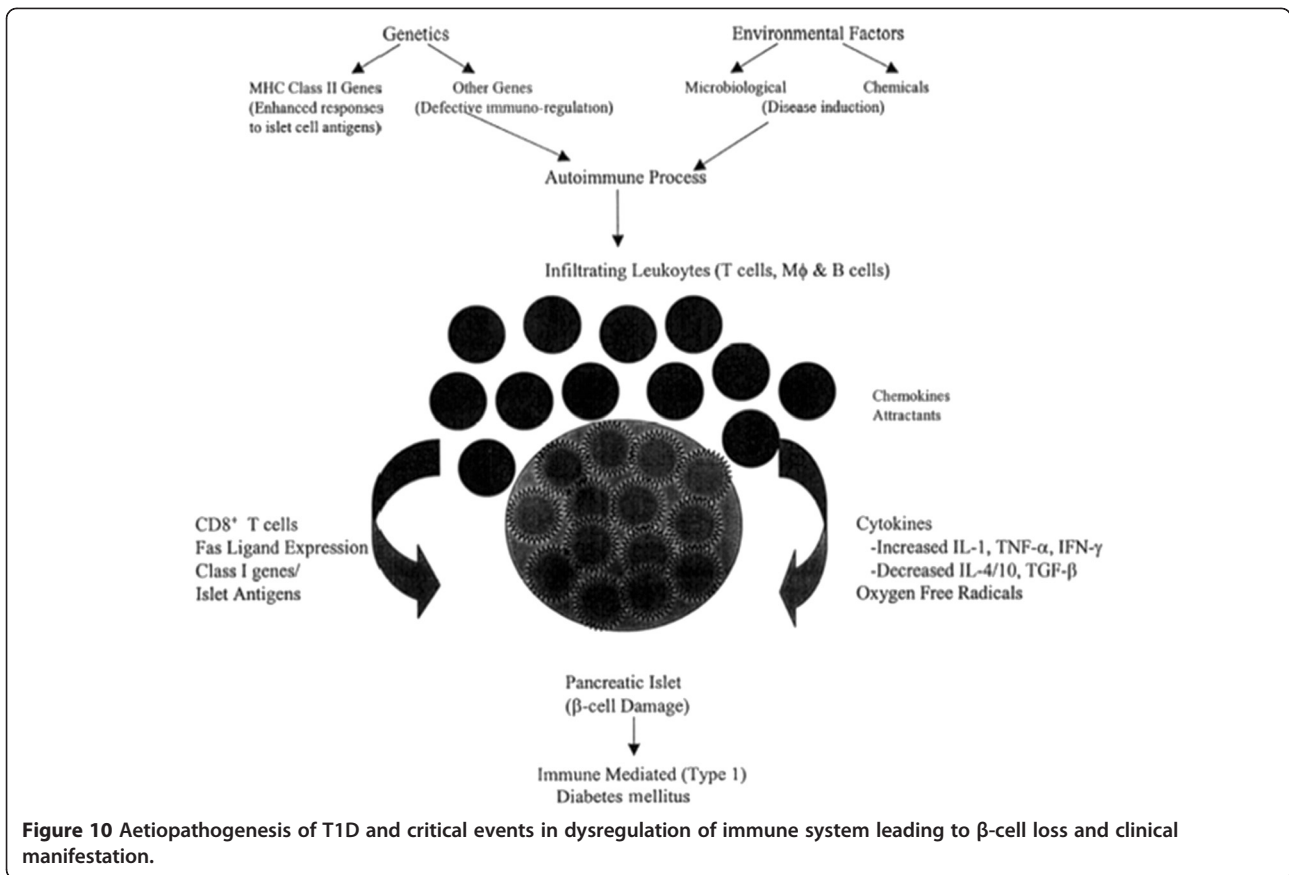 Genetics
Environmental Factors
MHC Class II Genes
(Enhanced responses
to islet cell antigens)
Other Genes
(Defective immuno-regulation)
Microbiological
Chemicals
(Disease induction)
Autoimmune Process
Infiltrating Leukoytes (T cells, Mϕ & B cells)
Chemokines
Attractants
CD8⁺ T cells
Fas Ligand Expression
Class I genes/
Islet Antigens
Cytokines
-Increased IL-1, TNF-α, IFN-γ
-Decreased IL-4/10, TGF-β
Oxygen Free Radicals
Pancreatic Islet
(β-cell Damage)
Immune Mediated (Type 1)
Diabetes mellitus
Figure 10 Aetiopathogenesis of T1D and critical events in dysregulation of immune system leading to β-cell loss and clinical
manifestation.